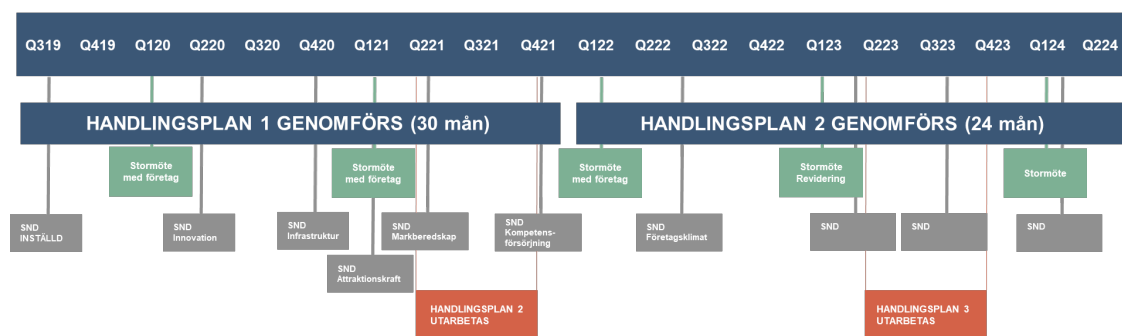 Q319 Q419 Q120 Q220 Q320 Q420 Q121 Q221 Q321 Q421 Q122 Q222 Q322 Q422 Q123 Q223 Q323 Q423 Q124 Q224
HANDLINGSPLAN 1 GENOMFÖRS (30 mån)
HANDLINGSPLAN 2 GENOMFÖRS (24 mån)
Stormöte
med företag
Stormöte
med företag
Stormöte
med företag
Stormöte
Revidering
Stormöte
SND
INSTÄLLD
SND
Innovation
SND
Infrastruktur
SND
Markberedskap
SND
Kompetens-
försörjning
SND
Företagsklimat
SND
SND
SND
SND
Attraktionskraft
HANDLINGSPLAN 2
UTARBETAS
HANDLINGSPLAN 3
UTARBETAS